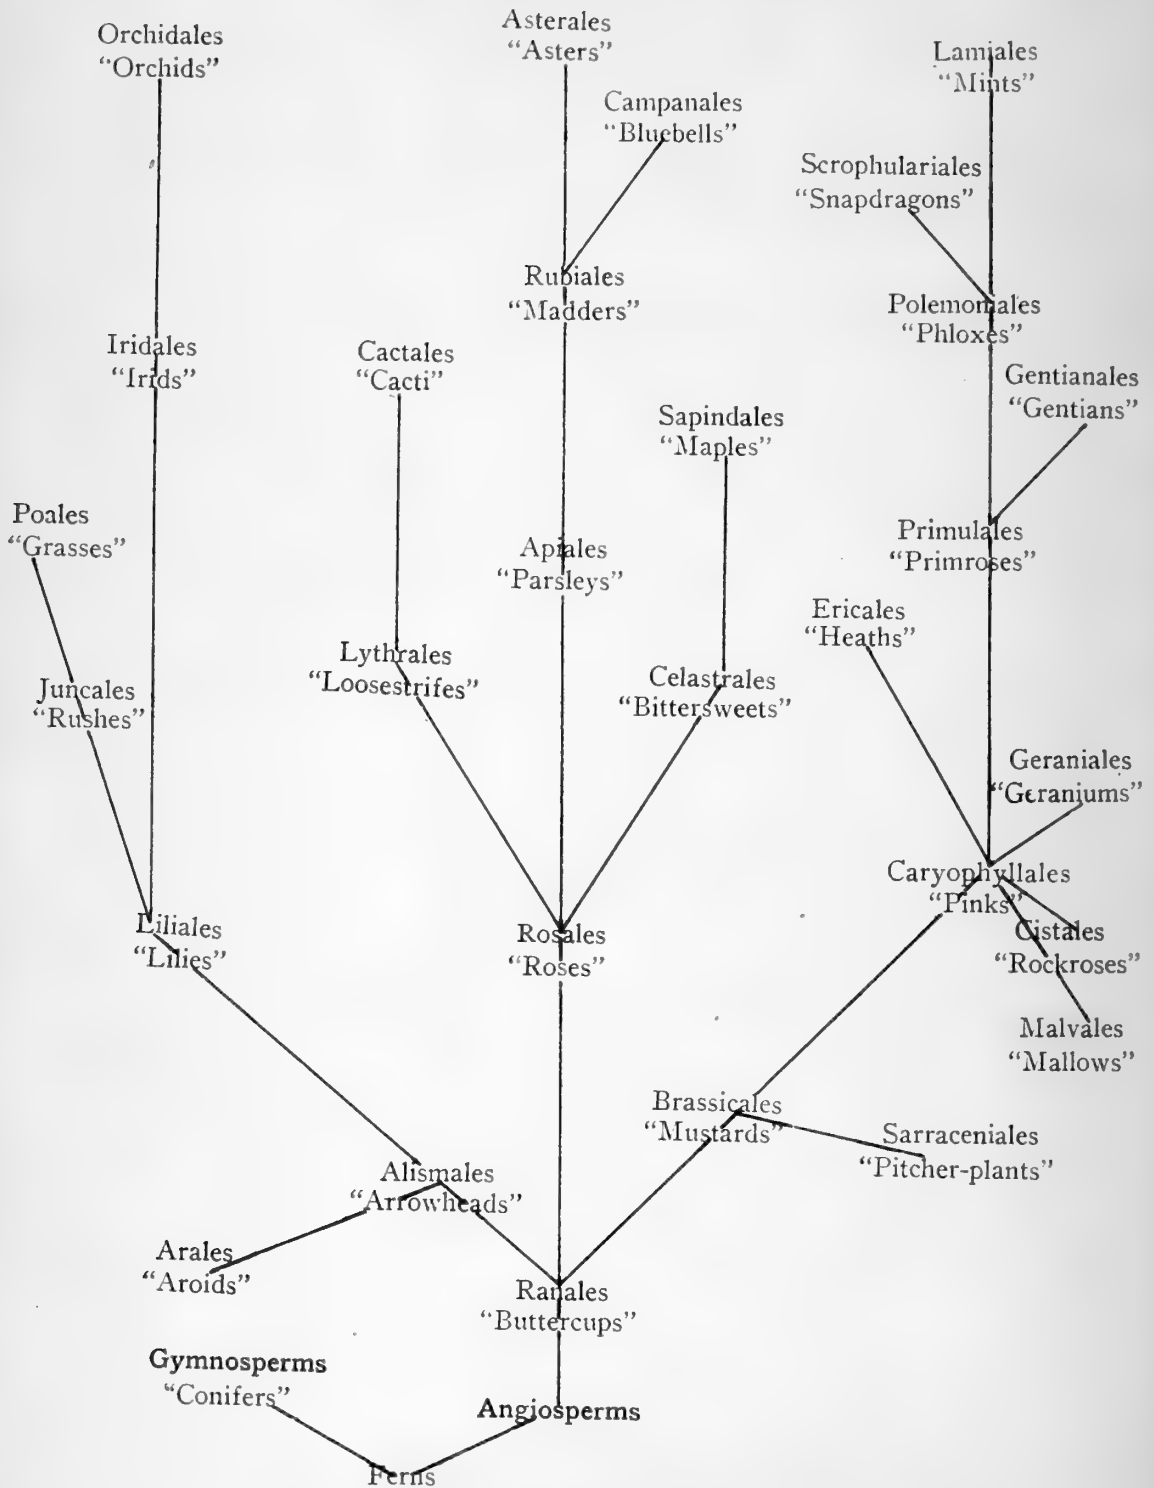 Orchidales
“Orchids”
Asterales
“Asters”
Lamiales
“Mints”
Campanales
“Bluebells”
Scrophulariales
“Snapdragons”
Rubiales
“Madders”
Polemoniales
“Phloxes”
Iridales
“Irids”
Cactales
“Cacti”
Gentianales
“Gentians”
Sapindales
“Maples”
Poales
“Grasses”
Apiales
“Parsleys”
Primulales
“Primroses”
Ericales
“Heaths”
Lythrales
“Loosestrifes”
Celastrales
“Bittersweets”
Juncales
“Rushes”
Geraniales
“Geraniums”
Caryophyllales
“Pinks”
Liliales
“Lilies”
Rosales
“Roses”
Cistales
“Rockroses”
Malvales
“Mallows”
Brassicales
“Mustards”
Sarraceniales
“Pitcher-plants”
Alismales
“Arrowheads”
Arales
“Aroids”
Ranales
“Buttercups”
Gymnosperms
“Conifers”
Angiosperms
Ferns